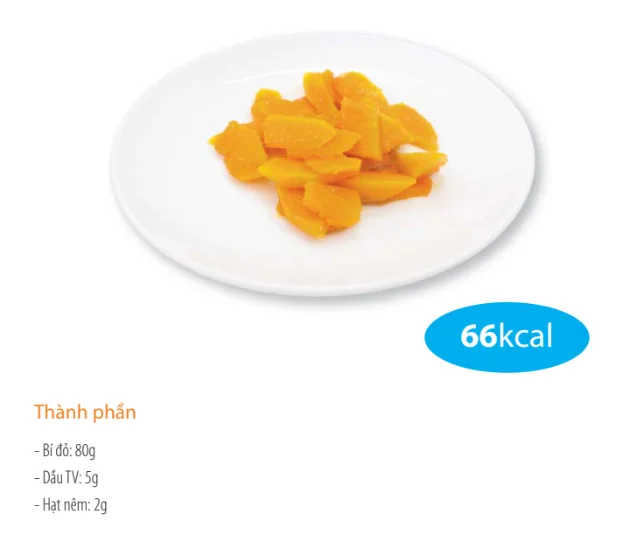 66kcal
Thành phần
- Bí đỏ: 80g
- Dầu TV: 5g
- Hạt nêm: 2g